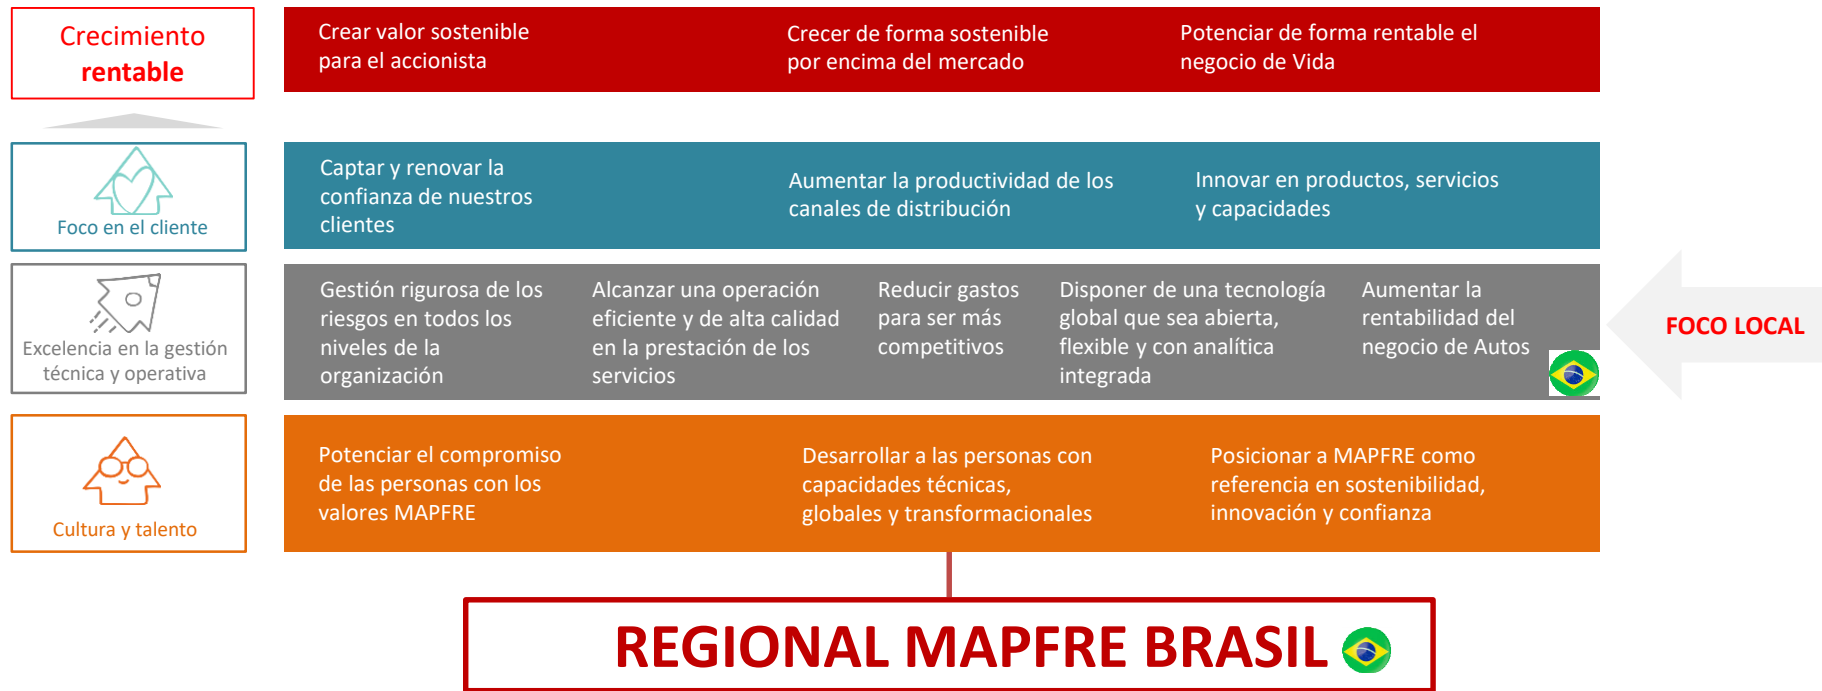 Crecimiento
rentable
Crear valor sostenible
para el accionista
Crecer de forma sostenible
por encima del mercado
Potenciar de forma rentable el
negocio de Vida
Foco en el cliente
Captar y renovar la
confianza de nuestros
clientes
Aumentar la productividad de los
canales de distribución
Innovar en productos, servicios
y capacidades
Excelencia en la gestión
técnica y operativa
Gestión rigurosa de los
riesgos en todos los
niveles de la
organización
Alcanzar una operación
eficiente y de alta calidad
en la prestación de los
servicios
Reducir gastos
para ser más
competitivos
Disponer de una tecnología
global que sea abierta,
flexible y con analítica
integrada
Aumentar la
rentabilidad del
negocio de Autos
FOCO LOCAL
Cultura y talento
Potenciar el compromiso
de las personas con los
valores MAPFRE
Desarrollar a las personas con
capacidades técnicas,
globales y transformacionales
Posicionar a MAPFRE como
referencia en sostenibilidad,
innovación y confianza
REGIONAL MAPFRE BRASIL